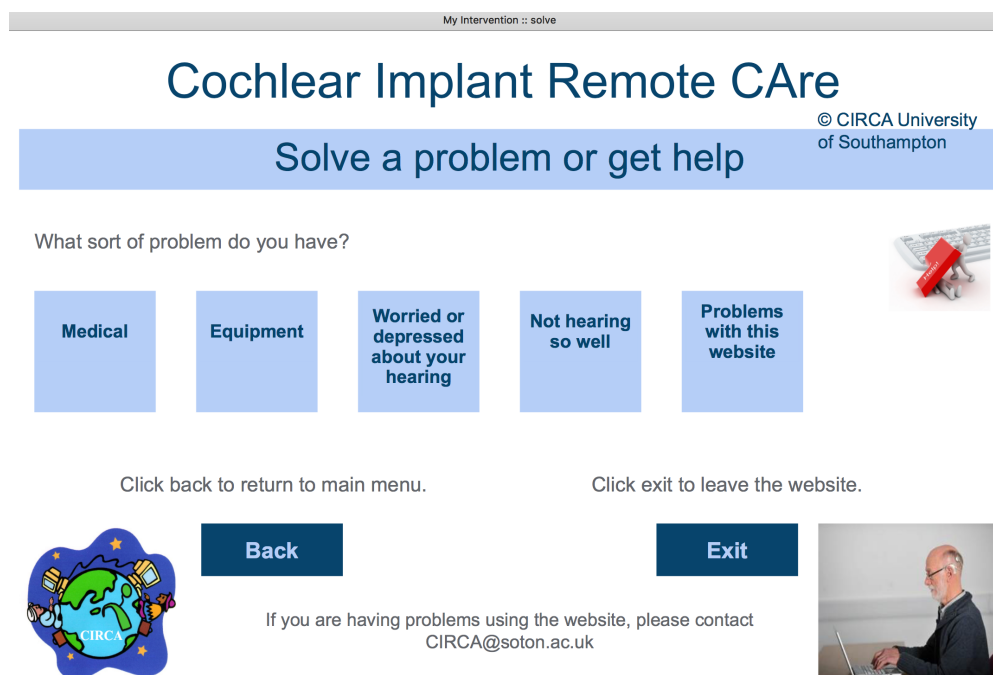 My Intervention :: solve
Cochlear Implant Remote CAre
© CIRCA University
of Southampton
Solve a problem or get help
What sort of problem do you have?
Medical
Equipment
Worried or
depressed
about your
hearing
Not hearing
so well
Problems
with this
website
Click back to return to main menu.
Click exit to leave the website.
Back
Exit
CIRCA
If you are having problems using the website, please contact
CIRCA@soton.ac.uk